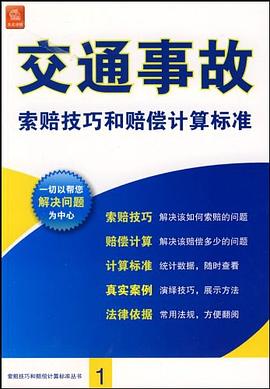 交通事故
索赔技巧和赔偿计算标准
一切以帮您
解决问题
为中心
索赔技巧 解决该如何索赔的问题
赔偿计算 解决该赔偿多少的问题
计算标准 统计数据，随时查看
真实案例 演绎技巧，展示方法
法律依据 常用法规，方便翻阅
索赔技巧和赔偿计算标准丛书 1